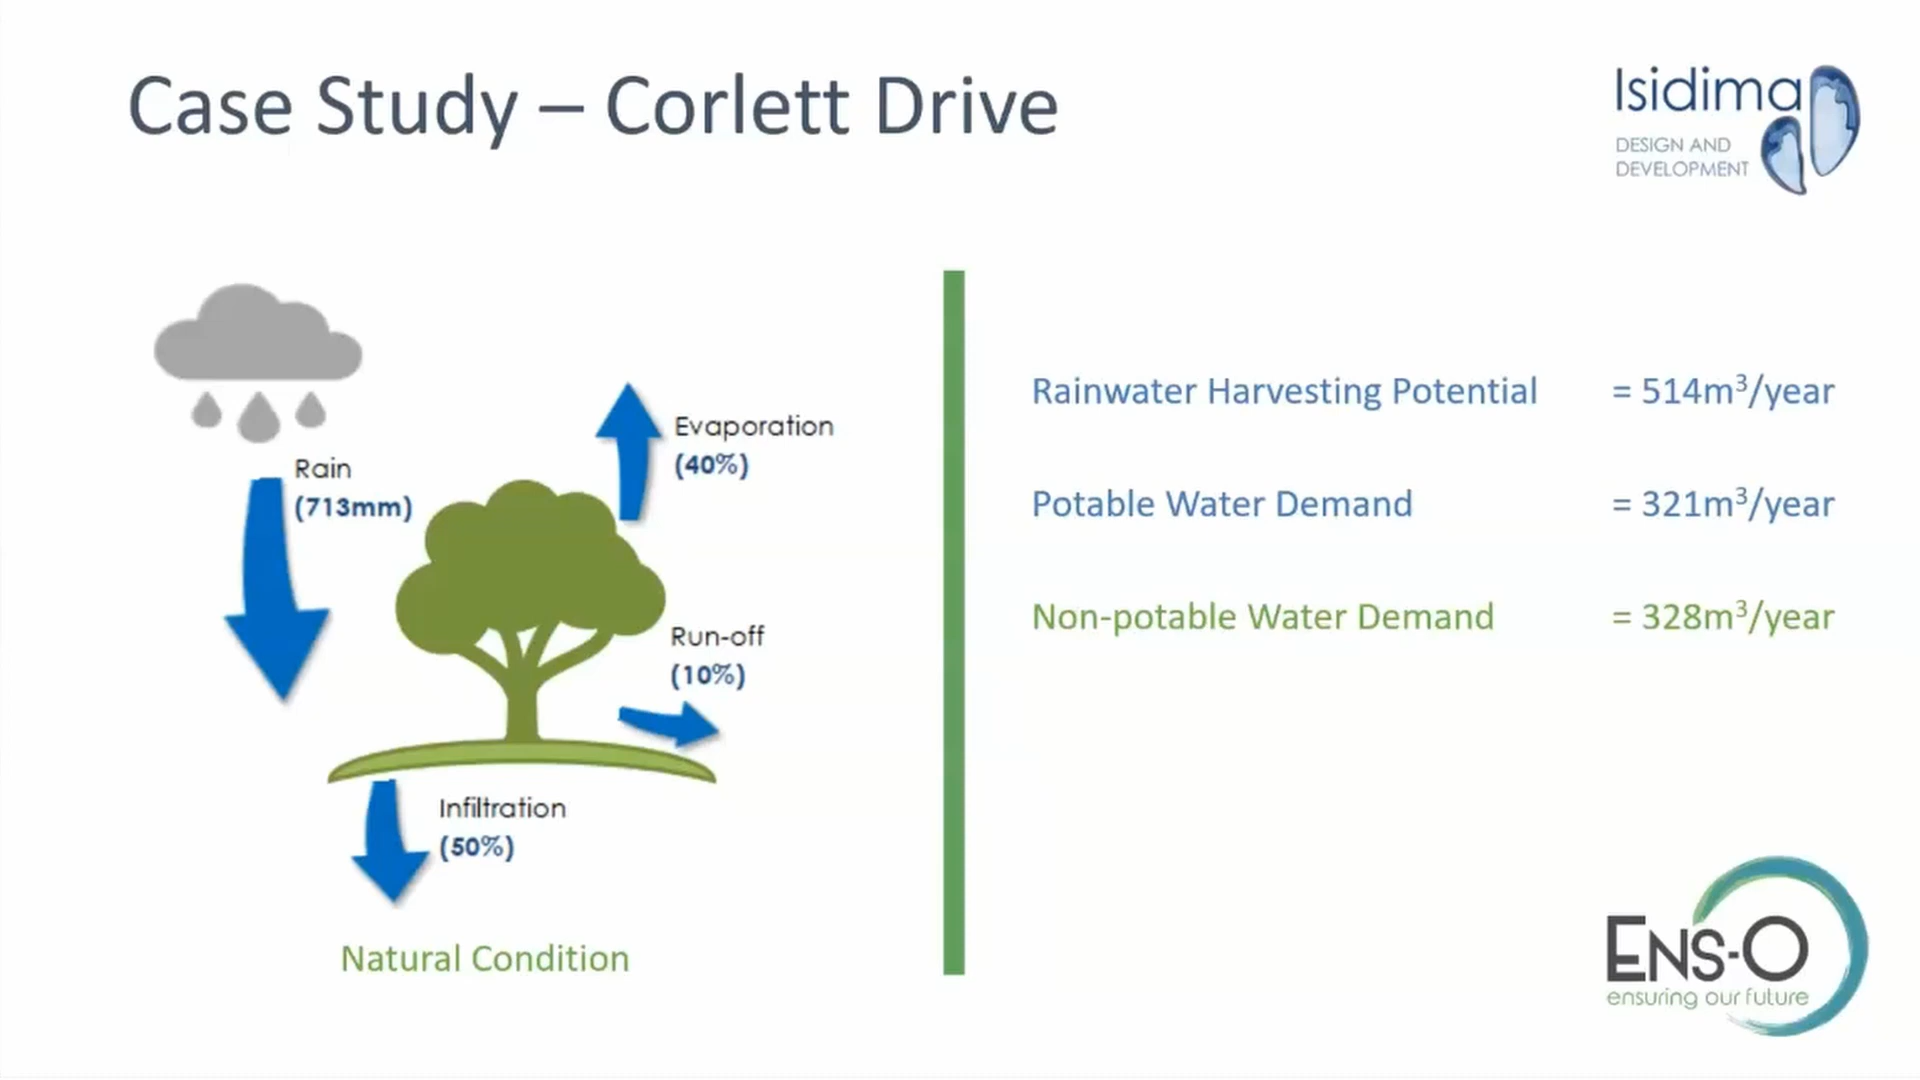 Case Study – Corlett Drive
Isidima
DESIGN AND
DEVELOPMENT
Rain
(713mm)
Evaporation
(40%)
Run-off
(10%)
Infiltration
(50%)
Natural Condition
Rainwater Harvesting Potential = 514m³/year
Potable Water Demand = 321m³/year
Non-potable Water Demand = 328m³/year
ENS-O
ensuring our future